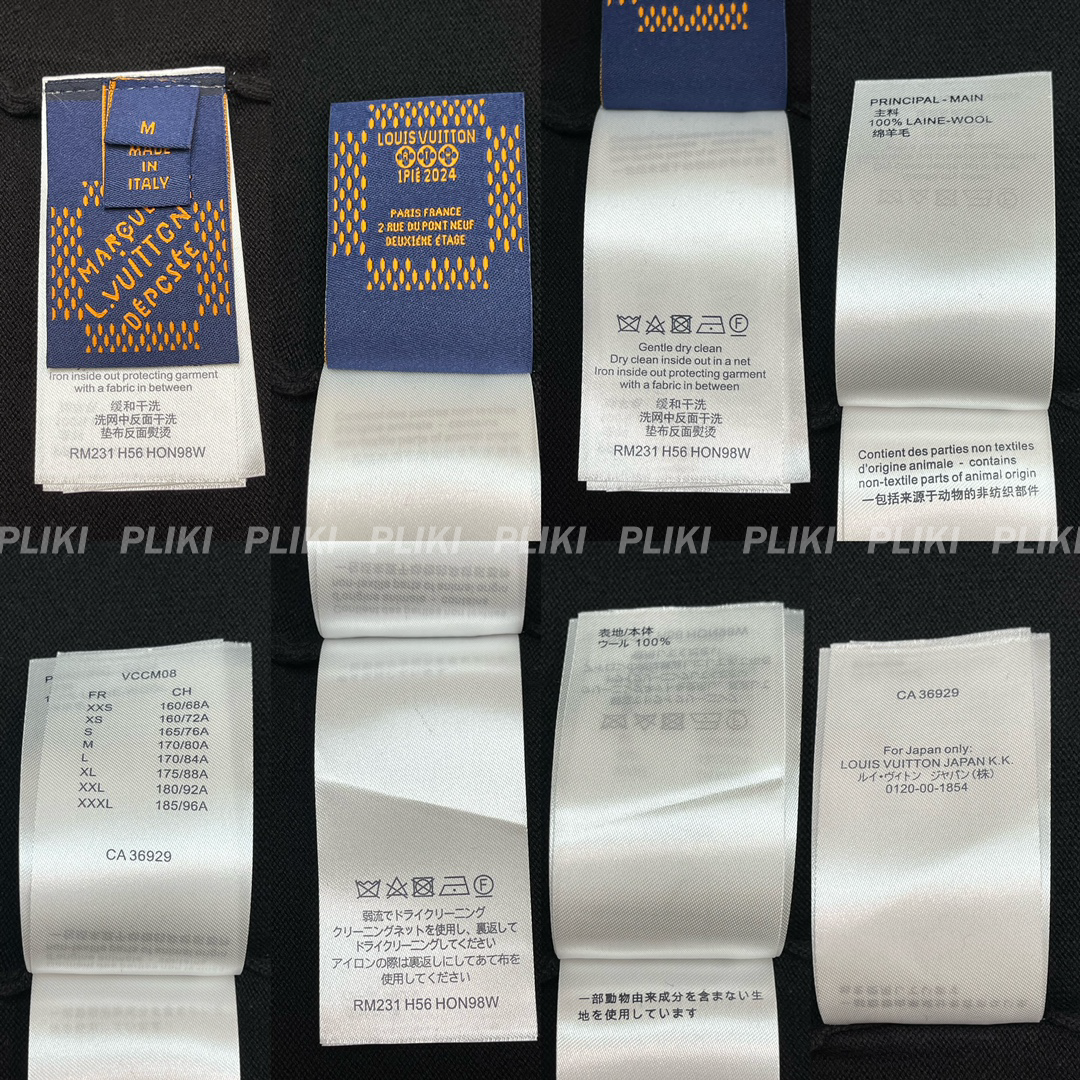 M
MADE
IN
ITALY
MARQUE
L.VUITTON
DÉPOSÉE
Iron inside out protecting garment
with a fabric in between
缓和干洗
洗网中反面干洗
垫布反面熨烫
RM231 H56 HON98W
LOUIS VUITTON
1PIÉ 2024
PARIS FRANCE
2 RUE DU PONT NEUF
DEUXIÈME ÉTAGE
Gentle dry clean
Dry clean inside out in a net
Iron inside out protecting garment
with a fabric in between
缓和干洗
洗网中反面干洗
垫布反面熨烫
RM231 H56 HON98W
PRINCIPAL - MAIN
主料
100% LAINE-WOOL
绵羊毛
Contient des parties non textiles
d'origine animale - contains
non-textile parts of animal origin
一包括来源于动物的非纺织部件
PLIKI PLIKI PLIKI PLIKI PLIKI PLIKI PLIKI PLIKI PLIKI
VCCM08
FR CH
XXS 160/68A
XS 160/72A
S 165/76A
M 170/80A
L 170/84A
XL 175/88A
XXL 180/92A
XXXL 185/96A
CA 36929
弱流でドライクリーニング
クリーニングネットを使用し、裏返して
ドライクリーニングしてください
アイロンの際は裏返しにしてあて布を
使用してください
RM231 H56 HON98W
表地/本体
ウール 100%
一部動物由来成分を含まない生
地を使用しています
CA 36929
For Japan only:
LOUIS VUITTON JAPAN K.K.
ルイ・ヴィトン ジャパン(株)
0120-00-1854